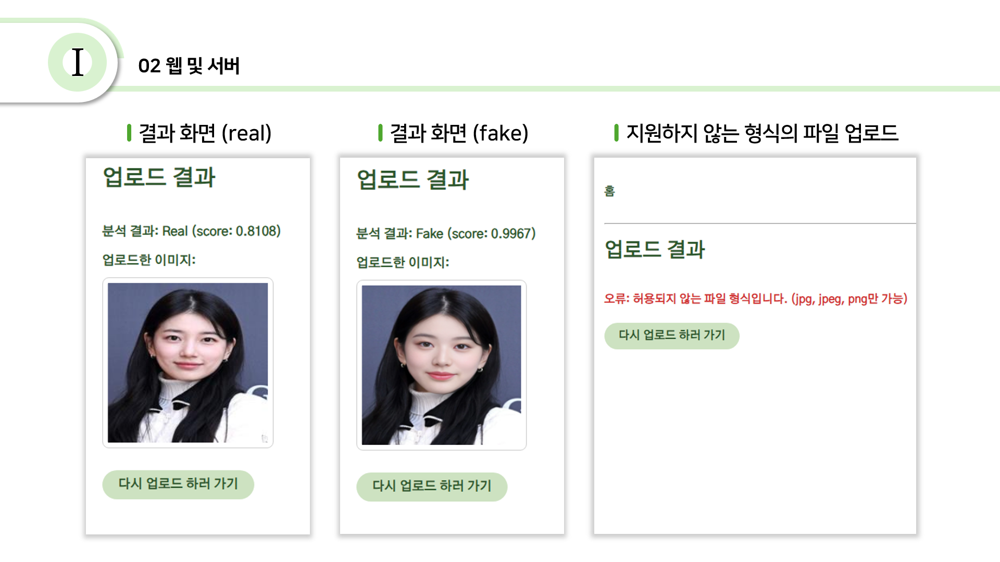 I
02 웹 및 서버
결과 화면 (real)
업로드 결과
분석 결과: Real (score: 0.8108)
업로드한 이미지:
다시 업로드 하러 가기
결과 화면 (fake)
업로드 결과
분석 결과: Fake (score: 0.9967)
업로드한 이미지:
다시 업로드 하러 가기
지원하지 않는 형식의 파일 업로드
홈
업로드 결과
오류: 허용되지 않는 파일 형식입니다. (jpg, jpeg, png만 가능)
다시 업로드 하러 가기